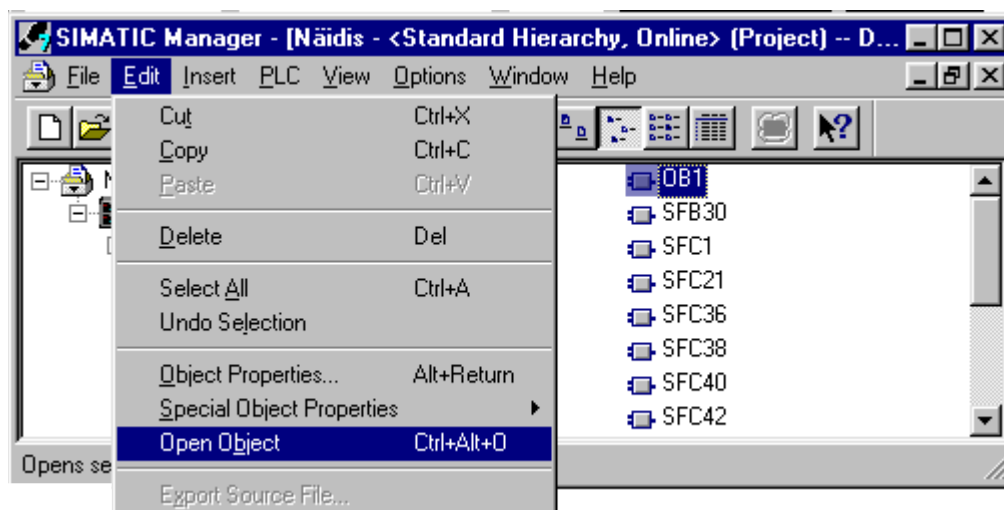 SIMATIC Manager - [Näidis - <Standard Hierarchy, Online> (Project) -- D...
File Edit Insert PLC View Options Window Help
Cut Ctrl+X
Copy Ctrl+C
Paste Ctrl+V
Delete Del
Select All Ctrl+A
Undo Selection
Object Properties... Alt+Return
Special Object Properties
Open Object Ctrl+Alt+O
Export Source File...
OB1
SFB30
SFC1
SFC21
SFC36
SFC38
SFC40
SFC42
Opens se